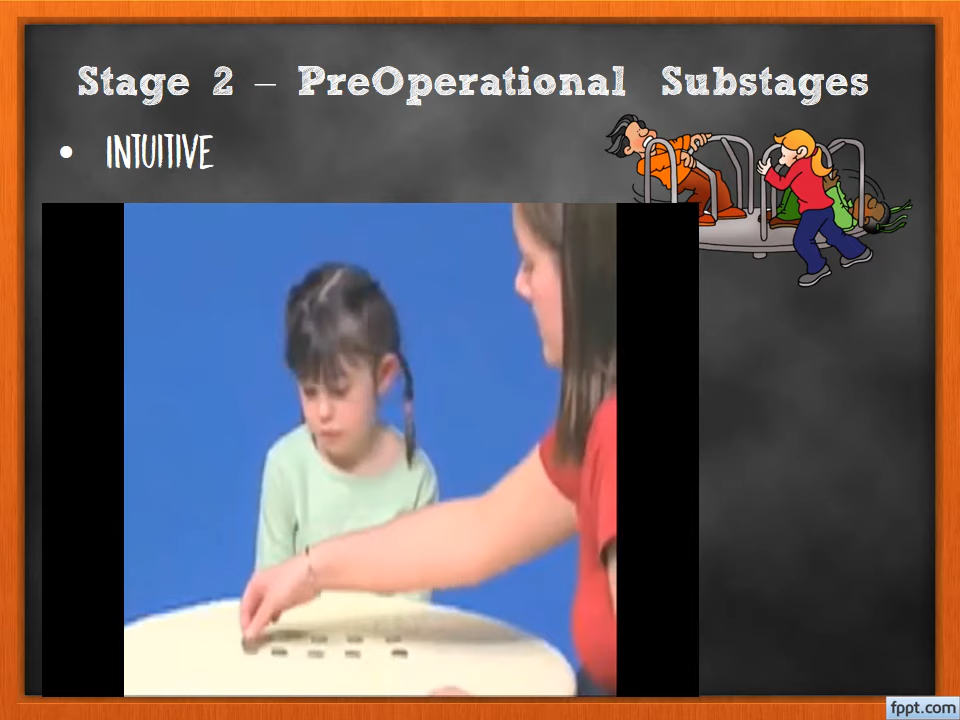 Stage 2 – PreOperational Substages
• INTUITIVE
fppt.com